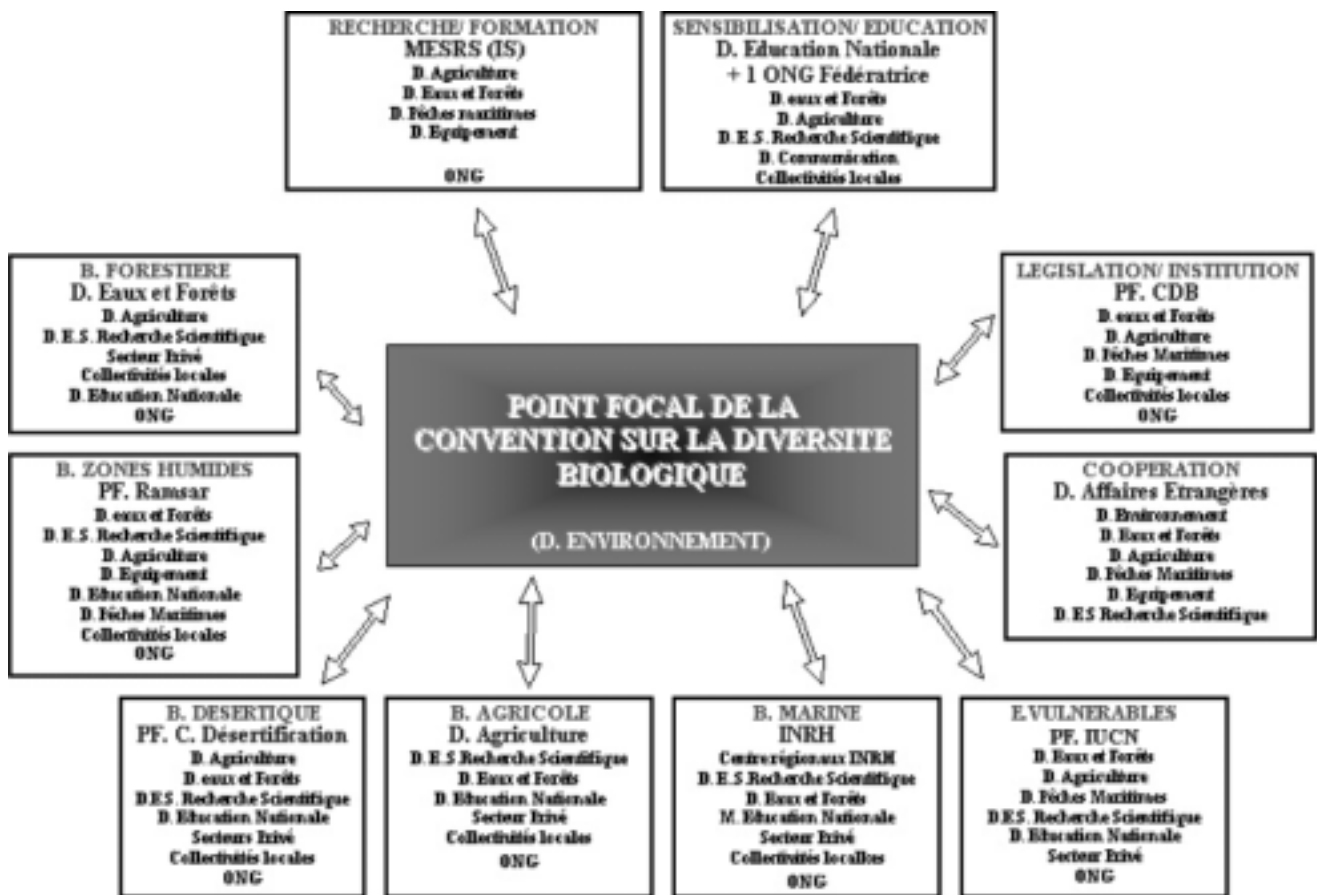 RECHERCHE/ FORMATION
MESRS (IS)
D. Agriculture
D. Eaux et Forêts
D. Pêches maritimes
D. Equipement
ONG
SENSIBILISATION/ EDUCATION
D. Education Nationale
+ 1 ONG Fédératrice
D. eaux et Forêts
D. Agriculture
D. E.S. Recherche Scientifique
D. Communication
Collectivités locales
B. FORESTIERE
D. Eaux et Forêts
D. Agriculture
D. E.S. Recherche Scientifique
Secteur Privé
Collectivités locales
D. Education Nationale
ONG
LEGISLATION/ INSTITUTION
PF. CDB
D. eaux et Forêts
D. Agriculture
D. Pêches Maritimes
D. Equipement
Collectivités locales
ONG
POINT FOCAL DE LA
CONVENTION SUR LA DIVERSITE
BIOLOGIQUE
(D. ENVIRONNEMENT)
B. ZONES HUMIDES
PF. Ramsar
D. eaux et Forêts
D. E.S. Recherche Scientifique
D. Agriculture
D. Equipement
D. Education Nationale
D. Pêches Maritimes
Collectivités locales
ONG
COOPERATION
D. Affaires Etrangères
D. Environnement
D. Eaux et Forêts
D. Agriculture
D. Pêches Maritimes
D. Equipement
D. E.S Recherche Scientifique
B. DESERTIQUE
PF. C. Désertification
D. Agriculture
D. eaux et Forêts
D.E.S. Recherche Scientifique
D. Education Nationale
Secteurs Privé
Collectivités locales
ONG
B. AGRICOLE
D. Agriculture
D. E.S.Recherche Scientifique
D. Eaux et Forêts
D. Education Nationale
Secteur Privé
Collectivités locales
ONG
B. MARINE
INRH
Centre régionaux INRH
D. E.S.Recherche Scientifique
D. Eaux et Forêts
M. Education Nationale
Secteur Privé
Collectivités localles
ONG
E.VULNERABLES
PF. IUCN
D. Eaux et Forêts
D. Agriculture
D. Pêches Maritimes
D.E.S. Recherche Scientifique
D. Education Nationale
Secteur Privé
ONG